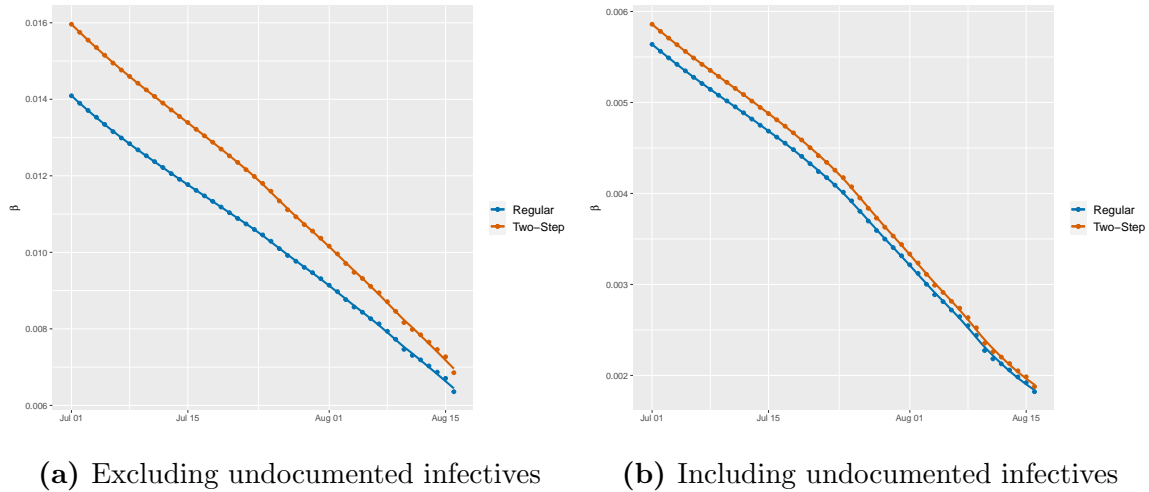 0.016
0.014
0.012
0.010
0.008
0.006
β
Jul 01
Jul 15
Aug 01
Aug 15
Regular
Two−Step
(a) Excluding undocumented infectives
0.006
0.005
0.004
0.003
0.002
β
Jul 01
Jul 15
Aug 01
Aug 15
Regular
Two−Step
(b) Including undocumented infectives